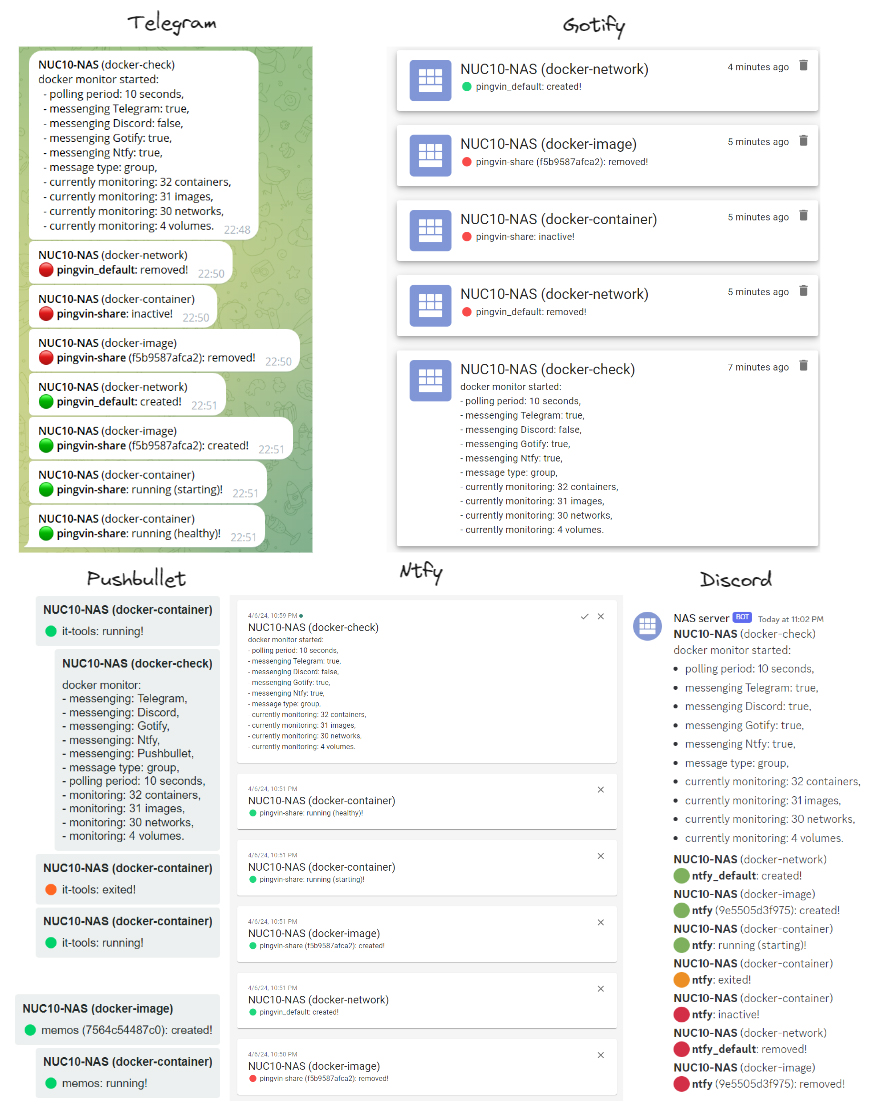 Telegram
NUC10-NAS (docker-check)
docker monitor started:
- polling period: 10 seconds,
- messenging Telegram: true,
- messenging Discord: false,
- messenging Gotify: true,
- messenging Ntfy: true,
- message type: group,
- currently monitoring: 32 containers,
- currently monitoring: 31 images,
- currently monitoring: 30 networks,
- currently monitoring: 4 volumes. 22:48
NUC10-NAS (docker-network)
pingvin_default: removed! 22:50
NUC10-NAS (docker-container)
pingvin-share: inactive! 22:50
NUC10-NAS (docker-image)
pingvin-share (f5b9587afca2): removed! 22:50
NUC10-NAS (docker-network)
pingvin_default: created! 22:51
NUC10-NAS (docker-image)
pingvin-share (f5b9587afca2): created! 22:51
NUC10-NAS (docker-container)
pingvin-share: running (starting)! 22:51
NUC10-NAS (docker-container)
pingvin-share: running (healthy)! 22:51
Gotify
NUC10-NAS (docker-network) 4 minutes ago
pingvin_default: created!
NUC10-NAS (docker-image) 5 minutes ago
pingvin-share (f5b9587afca2): removed!
NUC10-NAS (docker-container) 5 minutes ago
pingvin-share: inactive!
NUC10-NAS (docker-network) 5 minutes ago
pingvin_default: removed!
NUC10-NAS (docker-check) 7 minutes ago
docker monitor started:
- polling period: 10 seconds,
- messenging Telegram: true,
- messenging Discord: false,
- messenging Gotify: true,
- messenging Ntfy: true,
- message type: group,
- currently monitoring: 32 containers,
- currently monitoring: 31 images,
- currently monitoring: 30 networks,
- currently monitoring: 4 volumes.
Pushbullet
NUC10-NAS (docker-container)
it-tools: running!
NUC10-NAS (docker-check)
docker monitor:
- messenging: Telegram,
- messenging: Discord,
- messenging: Gotify,
- messenging: Ntfy,
- messenging: Pushbullet,
- message type: group,
- polling period: 10 seconds,
- monitoring: 32 containers,
- monitoring: 31 images,
- monitoring: 30 networks,
- monitoring: 4 volumes.
NUC10-NAS (docker-container)
it-tools: exited!
NUC10-NAS (docker-container)
it-tools: running!
NUC10-NAS (docker-image)
memos (7564c54487c0): created!
NUC10-NAS (docker-container)
memos: running!
Ntfy
4/6/24, 10:59 PM
NUC10-NAS (docker-check)
docker monitor started:
- polling period: 10 seconds,
- messenging Telegram: true,
- messenging Discord: false,
- messenging Gotify: true,
- messenging Ntfy: true,
- message type: group,
- currently monitoring: 32 containers,
- currently monitoring: 31 images,
- currently monitoring: 30 networks,
- currently monitoring: 4 volumes.
4/6/24, 10:51 PM
NUC10-NAS (docker-container)
pingvin-share: running (healthy)!
4/6/24, 10:51 PM
NUC10-NAS (docker-container)
pingvin-share: running (starting)!
4/6/24, 10:51 PM
NUC10-NAS (docker-image)
pingvin-share (f5b9587afca2): created!
4/6/24, 10:51 PM
NUC10-NAS (docker-network)
pingvin_default: created!
4/6/24, 10:50 PM
NUC10-NAS (docker-image)
pingvin-share (f5b9587afca2): removed!
Discord
NAS server BOT Today at 11:02 PM
NUC10-NAS (docker-check)
docker monitor started:
• polling period: 10 seconds,
• messenging Telegram: true,
• messenging Discord: true,
• messenging Gotify: true,
• messenging Ntfy: true,
• message type: group,
• currently monitoring: 32 containers,
• currently monitoring: 31 images,
• currently monitoring: 30 networks,
• currently monitoring: 4 volumes.
NUC10-NAS (docker-network)
ntfy_default: created!
NUC10-NAS (docker-image)
ntfy (9e5505d3f975): created!
NUC10-NAS (docker-container)
ntfy: running (starting)!
NUC10-NAS (docker-container)
ntfy: exited!
NUC10-NAS (docker-container)
ntfy: inactive!
NUC10-NAS (docker-network)
ntfy_default: removed!
NUC10-NAS (docker-image)
ntfy (9e5505d3f975): removed!